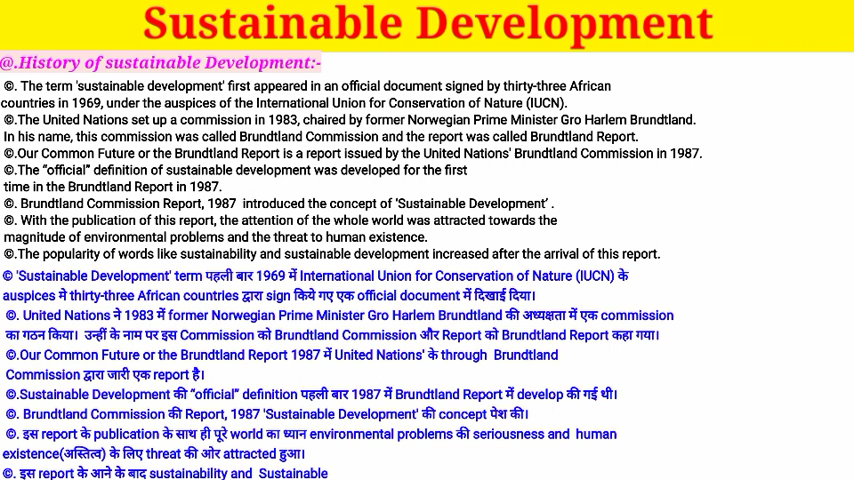 Sustainable Development
@.History of sustainable Development:-
©. The term 'sustainable development' first appeared in an official document signed by thirty-three African
countries in 1969, under the auspices of the International Union for Conservation of Nature (IUCN).
©.The United Nations set up a commission in 1983, chaired by former Norwegian Prime Minister Gro Harlem Brundtland.
In his name, this commission was called Brundtland Commission and the report was called Brundtland Report.
©.Our Common Future or the Brundtland Report is a report issued by the United Nations' Brundtland Commission in 1987.
©.The “official” definition of sustainable development was developed for the first
time in the Brundtland Report in 1987.
©. Brundtland Commission Report, 1987 introduced the concept of ‘Sustainable Development’ .
©. With the publication of this report, the attention of the whole world was attracted towards the
magnitude of environmental problems and the threat to human existence.
©.The popularity of words like sustainability and sustainable development increased after the arrival of this report.
© 'Sustainable Development' term पहली बार 1969 में International Union for Conservation of Nature (IUCN) के
auspices मे thirty-three African countries द्वारा sign किये गए एक official document में दिखाई दिया।
©. United Nations ने 1983 में former Norwegian Prime Minister Gro Harlem Brundtland की अध्यक्षता में एक commission
का गठन किया। उन्हीं के नाम पर इस Commission को Brundtland Commission और Report को Brundtland Report कहा गया।
©.Our Common Future or the Brundtland Report 1987 में United Nations' के through Brundtland
Commission द्वारा जारी एक report है।
©.Sustainable Development की “official” definition पहली बार 1987 में Brundtland Report में develop की गई थी।
©. Brundtland Commission की Report, 1987 'Sustainable Development' की concept पेश की।
©. इस report के publication के साथ ही पूरे world का ध्यान environmental problems की seriousness and human
existence(अस्तित्व) के लिए threat की ओर attracted हुआ।
©. इस report के आने के बाद sustainability and Sustainable